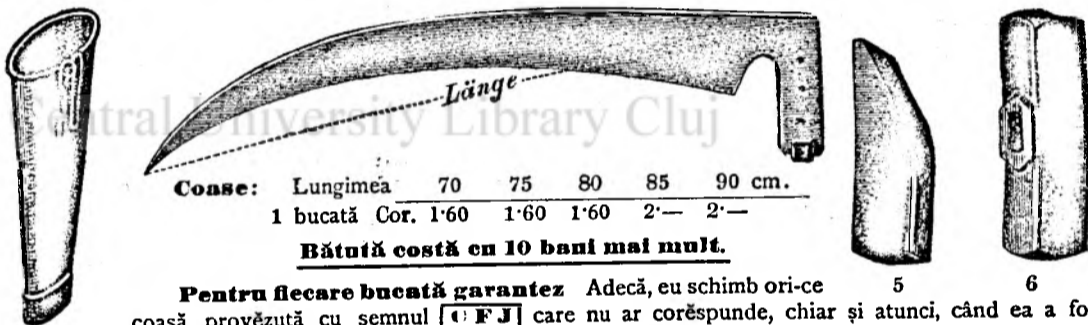 Länge
Central University Library Cluj
Coase: Lungimea 70 75 80 85 90 cm.
1 bucată Cor. 1·60 1·60 1·60 2·— 2·—
Bătută costă cu 10 bani mai mult.
5 6
Pentru fiecare bucată garantez Adecă, eu schimb ori-ce
coasă provĕzută cu semnul CFJ care nu ar corĕspunde, chiar și atunci, când ea a fo